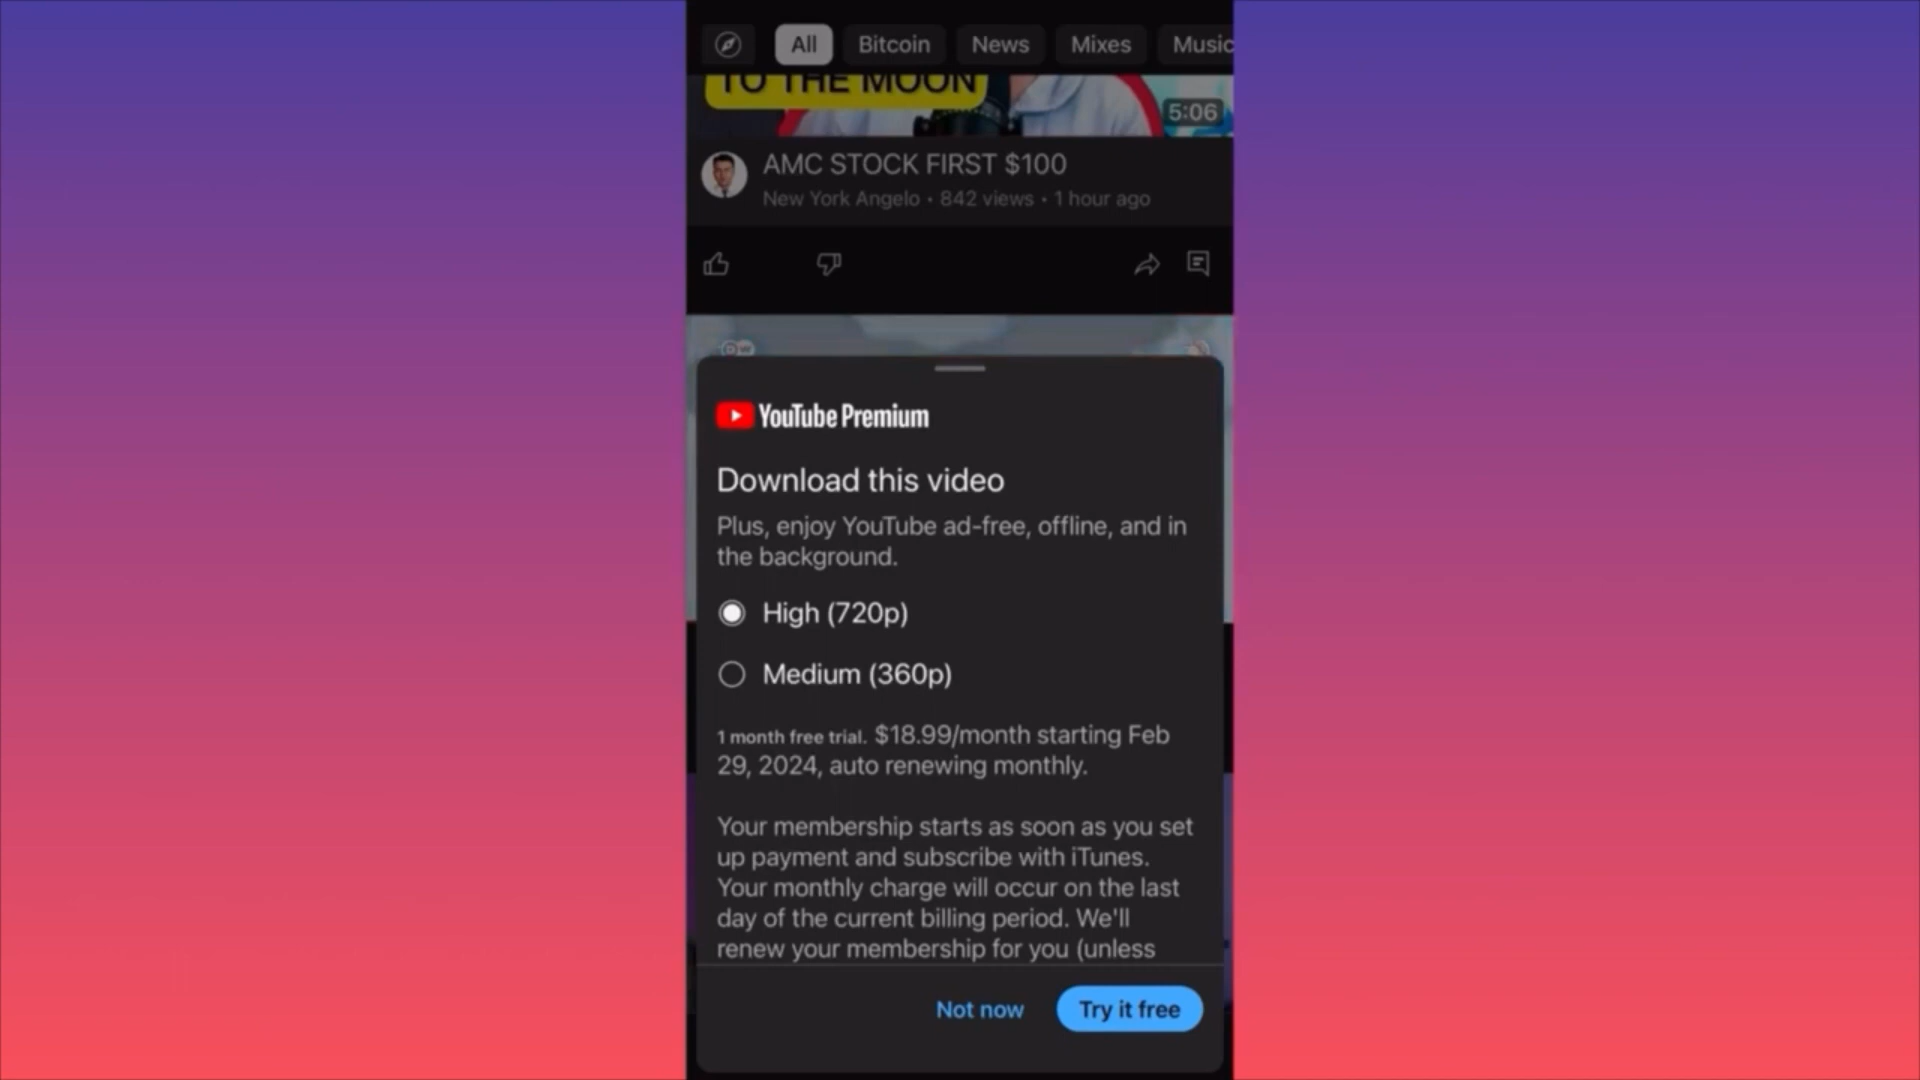 All Bitcoin News Mixes Music
TO THE MOON
5:06
AMC STOCK FIRST $100
New York Angelo • 842 views • 1 hour ago
DW
YouTube Premium
Download this video
Plus, enjoy YouTube ad-free, offline, and in
the background.
High (720p)
Medium (360p)
1 month free trial. $18.99/month starting Feb
29, 2024, auto renewing monthly.
Your membership starts as soon as you set
up payment and subscribe with iTunes.
Your monthly charge will occur on the last
day of the current billing period. We'll
renew your membership for you (unless
Not now Try it free